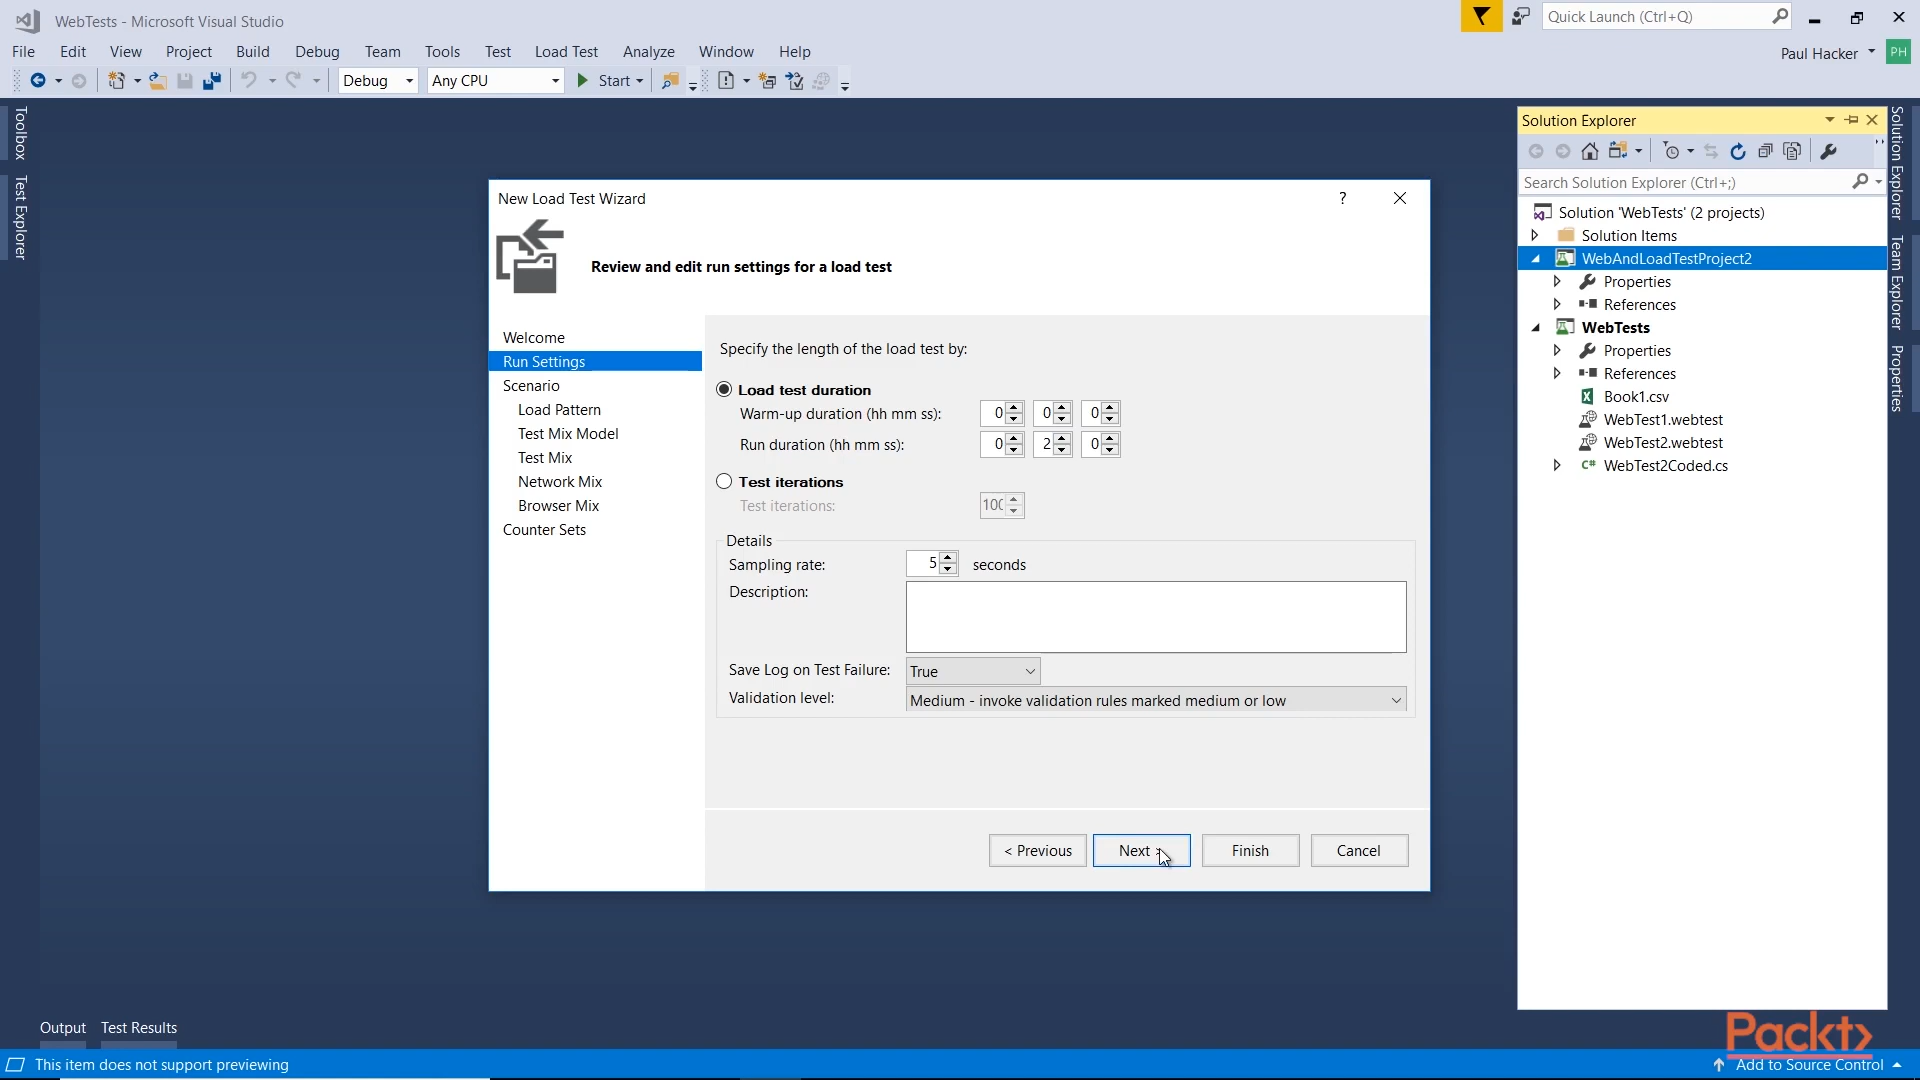 WebTests - Microsoft Visual Studio
Quick Launch (Ctrl+Q)
File Edit View Project Build Debug Team Tools Test Load Test Analyze Window Help
Paul Hacker PH
Debug Any CPU Start
Toolbox
Test Explorer
New Load Test Wizard ?
Review and edit run settings for a load test
Welcome
Run Settings
Scenario
Load Pattern
Test Mix Model
Test Mix
Network Mix
Browser Mix
Counter Sets
Specify the length of the load test by:
Load test duration
Warm-up duration (hh mm ss): 0 0 0
Run duration (hh mm ss): 0 2 0
Test iterations
Test iterations: 100
Details
Sampling rate: 5 seconds
Description:
Save Log on Test Failure: True
Validation level: Medium - invoke validation rules marked medium or low
< Previous Next > Finish Cancel
Solution Explorer
Search Solution Explorer (Ctrl+;)
Solution 'WebTests' (2 projects)
Solution Items
WebAndLoadTestProject2
Properties
References
WebTests
Properties
References
Book1.csv
WebTest1.webtest
WebTest2.webtest
C# WebTest2Coded.cs
Solution Explorer
Team Explorer
Properties
Output Test Results
Packt>
This item does not support previewing
Add to Source Control